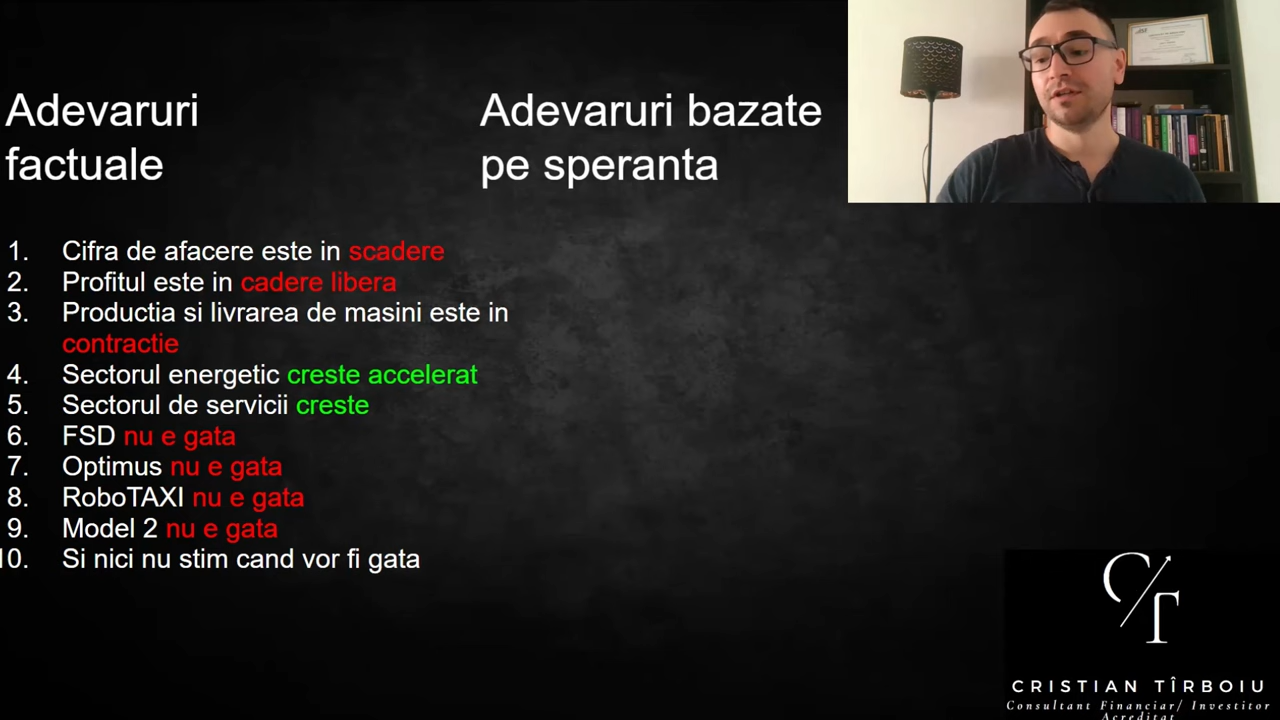 Adevaruri
factuale
Adevaruri bazate
pe speranta
1. Cifra de afacere este in scadere
2. Profitul este in cadere libera
3. Productia si livrarea de masini este in
contractie
4. Sectorul energetic creste accelerat
5. Sectorul de servicii creste
6. FSD nu e gata
7. Optimus nu e gata
8. RoboTAXI nu e gata
9. Model 2 nu e gata
10. Si nici nu stim cand vor fi gata
CT
CRISTIAN TÎRBOIU
Consultant Financiar/ Investitor
Acreditat